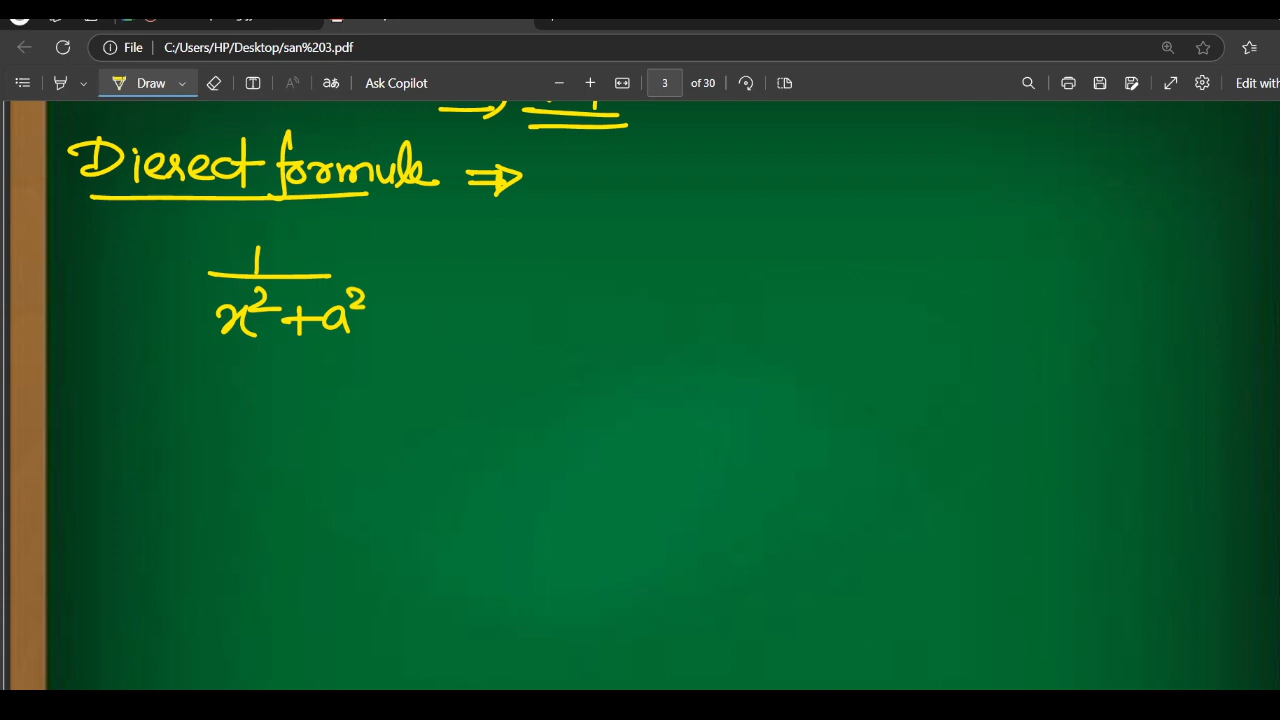 File | C:/Users/HP/Desktop/san%203.pdf
Draw Ask Copilot 3 of 30 Edit with
Dierect formule ⇒
1
x² + a²